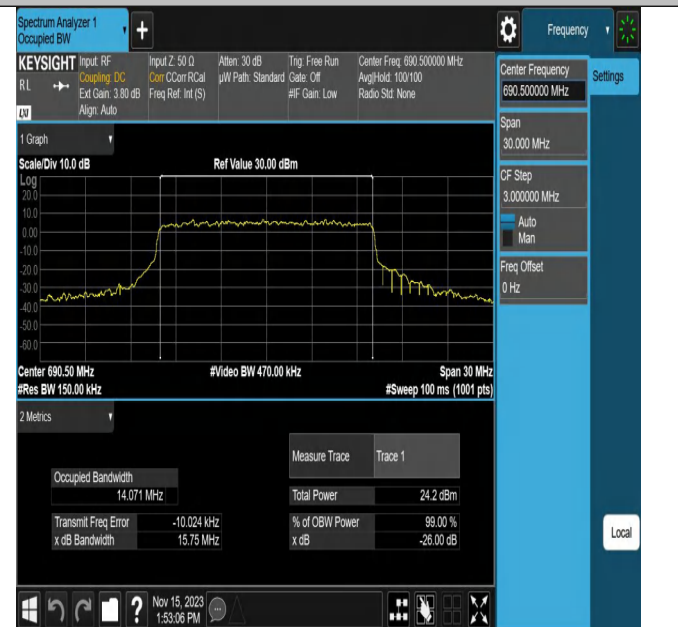 Spectrum Analyzer 1
Occupied BW
+
Frequency
KEYSIGHT
R L
Input: RF
Coupling: DC
Ext Gain: 3.80 dB
Align: Auto
Input Z: 50 Ω
Corr CCorr RCal
Freq Ref: Int (S)
Atten: 30 dB
µW Path: Standard
Trig: Free Run
Gate: Off
#IF Gain: Low
Center Freq: 690.500000 MHz
Avg|Hold: 100/100
Radio Std: None
Center Frequency
690.500000 MHz
Settings
Span
30.000 MHz
CF Step
3.000000 MHz
Auto
Man
Freq Offset
0 Hz
Local
1 Graph
Scale/Div 10.0 dB
Ref Value 30.00 dBm
Log
20.0
10.0
0.00
-10.0
-20.0
-30.0
-40.0
-50.0
-60.0
Center 690.50 MHz
#Video BW 470.00 kHz
Span 30 MHz
#Res BW 150.00 kHz
#Sweep 100 ms (1001 pts)
2 Metrics
Measure Trace
Trace 1
Occupied Bandwidth
14.071 MHz
Total Power
24.2 dBm
Transmit Freq Error
-10.024 kHz
% of OBW Power
99.00 %
x dB Bandwidth
15.75 MHz
x dB
-26.00 dB
?
Nov 15, 2023
1:53:06 PM